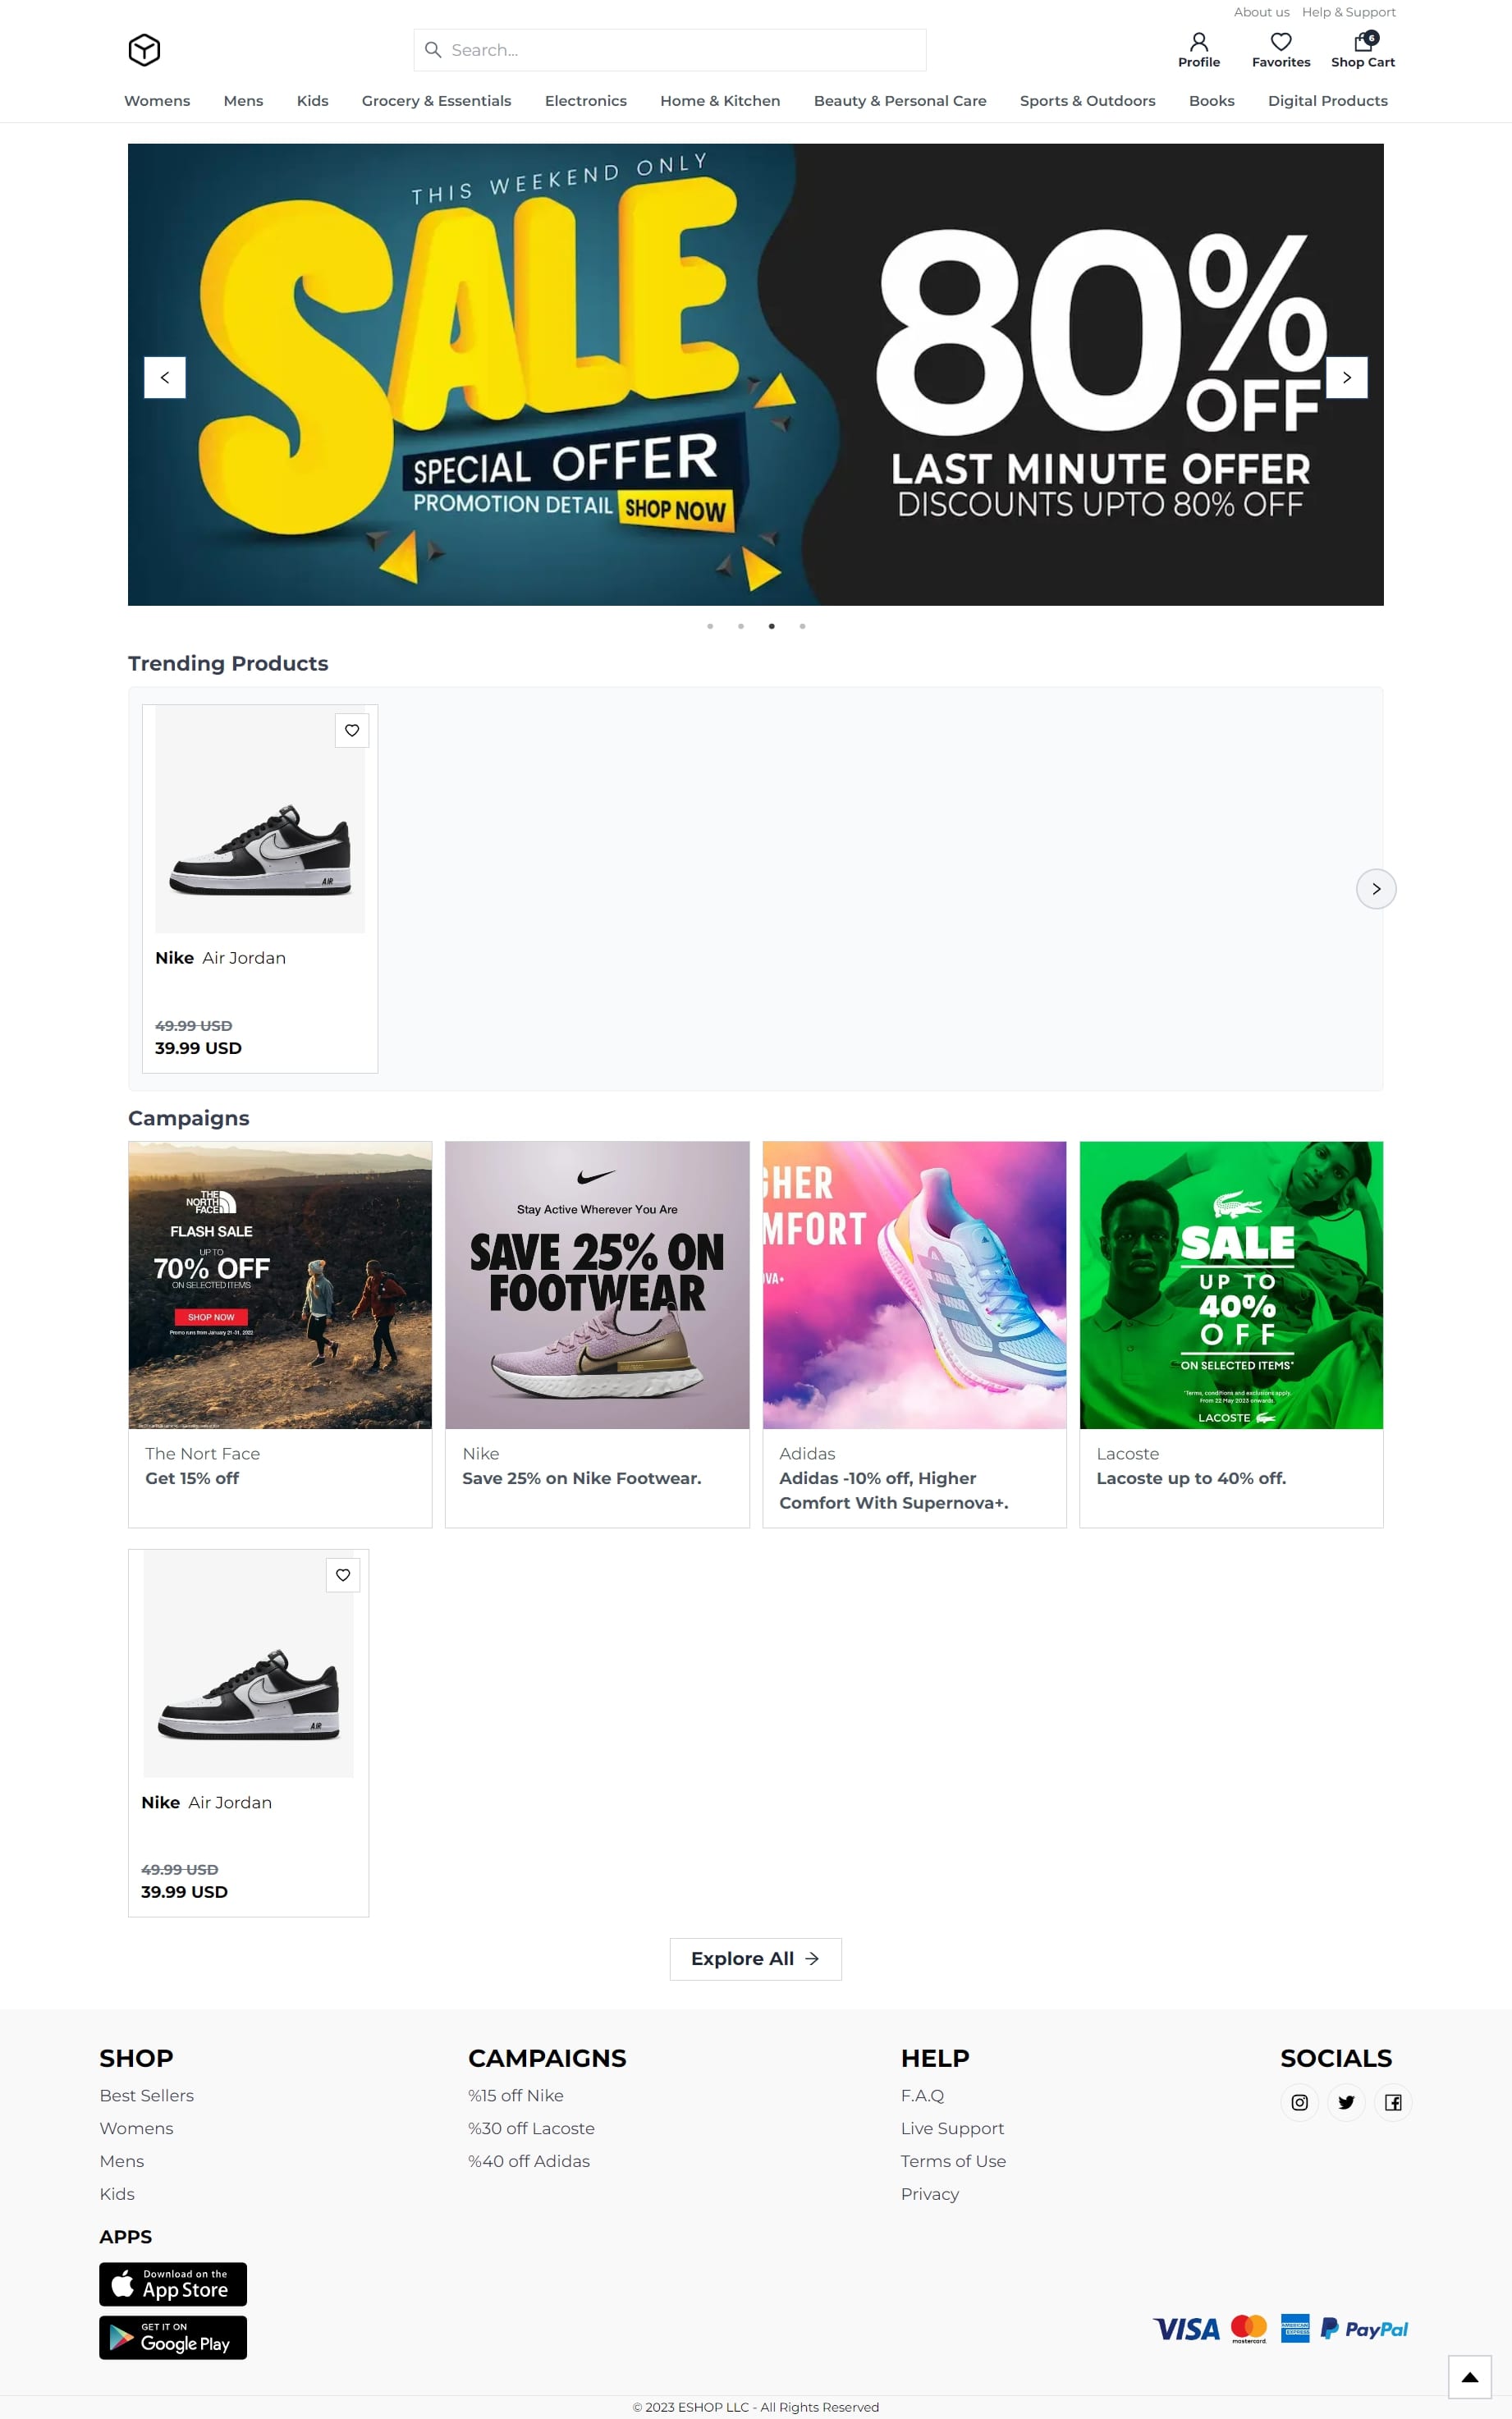 About us Help & Support
Search...
6
Profile Favorites Shop Cart
Womens Mens Kids Grocery & Essentials Electronics Home & Kitchen Beauty & Personal Care Sports & Outdoors Books Digital Products
THIS WEEKEND ONLY
SALE
SPECIAL OFFER
PROMOTION DETAIL SHOP NOW
80%
OFF
LAST MINUTE OFFER
DISCOUNTS UPTO 80% OFF
Trending Products
AIR
Nike Air Jordan
49.99 USD
39.99 USD
Campaigns
THE
NORTH
FACE
FLASH SALE
UP TO
70% OFF
ON SELECTED ITEMS
SHOP NOW
Promo runs from January 21-31, 2022
The Nort Face
Get 15% off
Stay Active Wherever You Are
SAVE 25% ON
FOOTWEAR
Nike
Save 25% on Nike Footwear.
GHER
MFORT
OVA+
Adidas
Adidas -10% off, Higher
Comfort With Supernova+.
SALE
UP TO
40%
OFF
ON SELECTED ITEMS*
*Terms, conditions and exclusions apply.
From 22 May 2023 onwards
LACOSTE
Lacoste
Lacoste up to 40% off.
AIR
Nike Air Jordan
49.99 USD
39.99 USD
Explore All
SHOP
Best Sellers
Womens
Mens
Kids
CAMPAIGNS
%15 off Nike
%30 off Lacoste
%40 off Adidas
HELP
F.A.Q
Live Support
Terms of Use
Privacy
SOCIALS
APPS
Download on the
App Store
GET IT ON
Google Play
VISA mastercard AMERICAN EXPRESS PayPal
© 2023 ESHOP LLC - All Rights Reserved